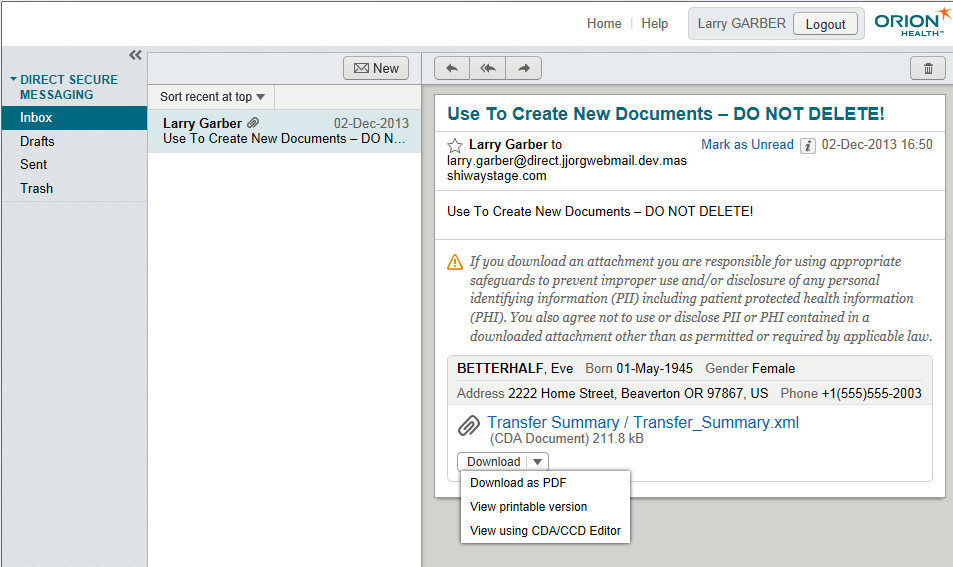 Home | Help
Larry GARBER
Logout
ORION
HEALTH™
DIRECT SECURE
MESSAGING
Inbox
Drafts
Sent
Trash
New
Sort recent at top
Larry Garber 02-Dec-2013
Use To Create New Documents – DO N...
Use To Create New Documents – DO NOT DELETE!
Larry Garber to
larry.garber@direct.jjorgwebmail.dev.mas
shiwaystage.com
Mark as Unread i 02-Dec-2013 16:50
Use To Create New Documents – DO NOT DELETE!
If you download an attachment you are responsible for using appropriate
safeguards to prevent improper use and/or disclosure of any personal
identifying information (PII) including patient protected health information
(PHI). You also agree not to use or disclose PII or PHI contained in a
downloaded attachment other than as permitted or required by applicable law.
BETTERHALF, Eve Born 01-May-1945 Gender Female
Address 2222 Home Street, Beaverton OR 97867, US Phone +1(555)555-2003
Transfer Summary / Transfer_Summary.xml
(CDA Document) 211.8 kB
Download
Download as PDF
View printable version
View using CDA/CCD Editor